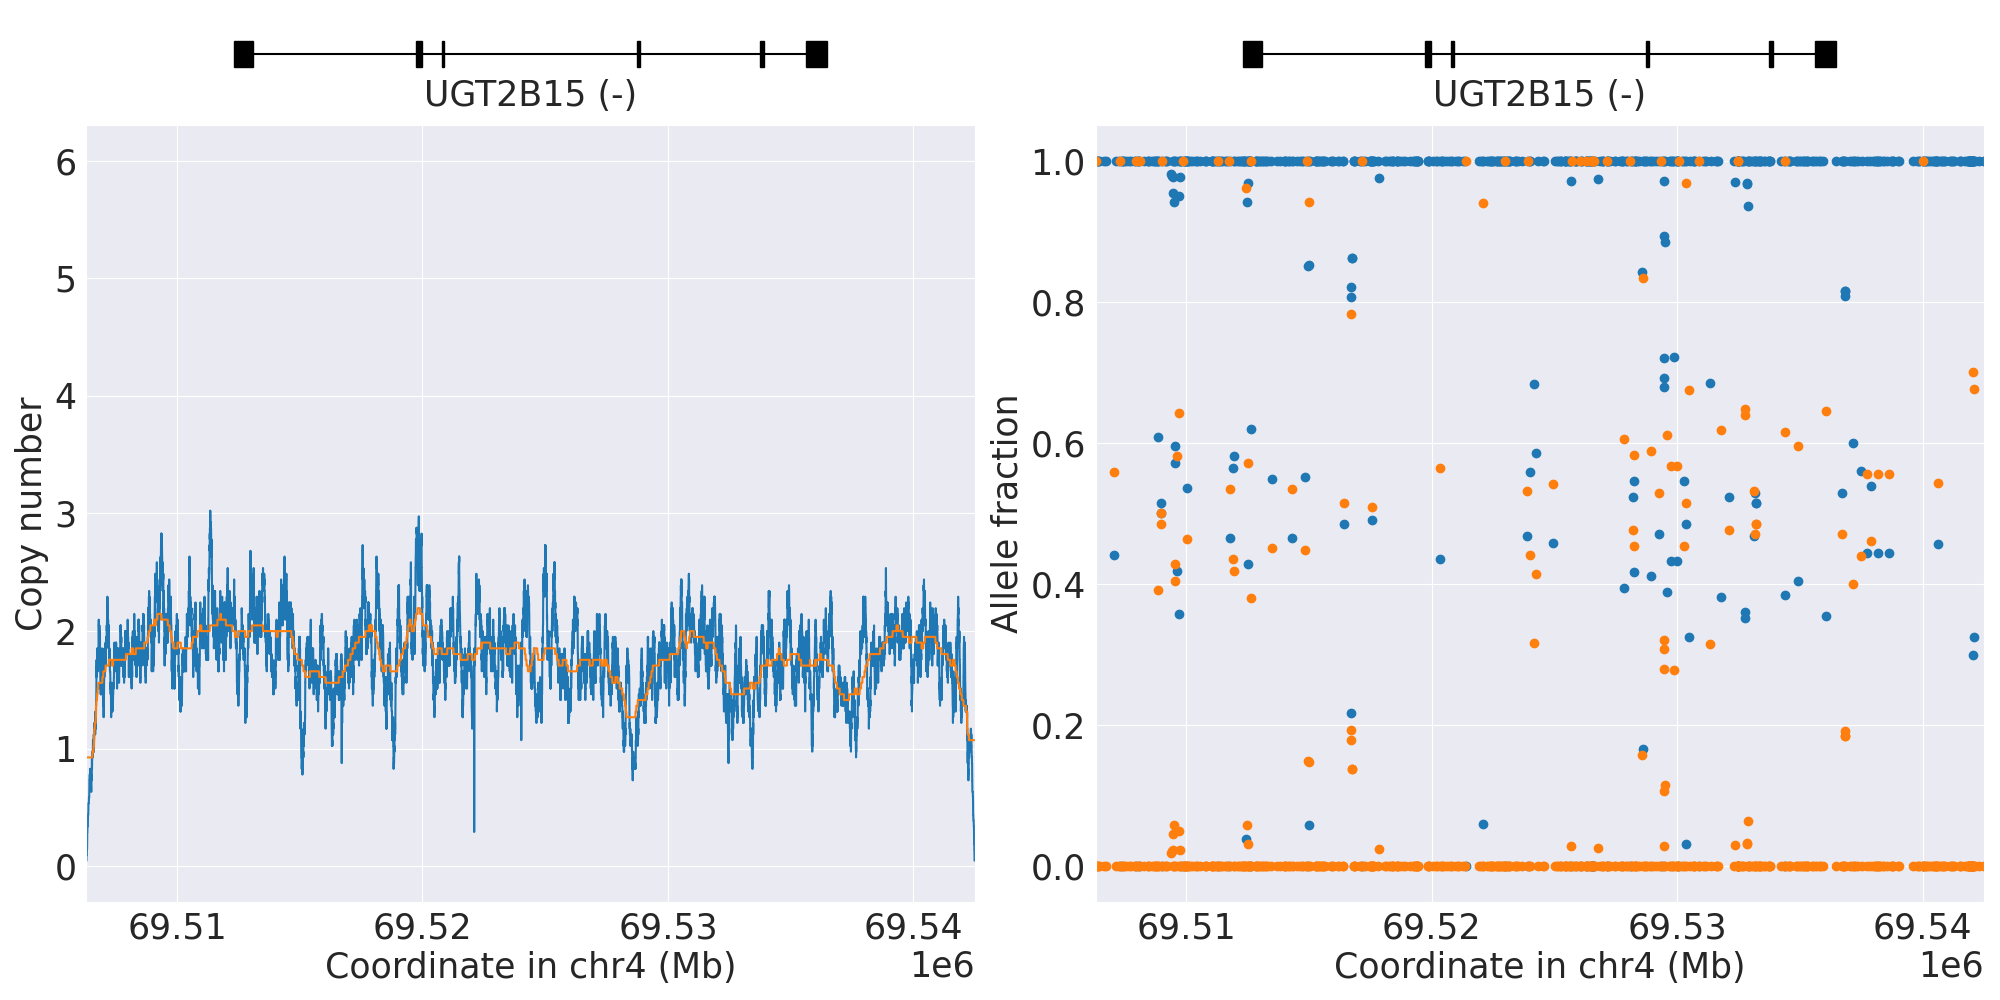 UGT2B15 (-)
6
5
4
3
2
1
0
Copy number
69.51 69.52 69.53 69.54
Coordinate in chr4 (Mb)
1e6
UGT2B15 (-)
1.0
0.8
0.6
0.4
0.2
0.0
Allele fraction
69.51 69.52 69.53 69.54
Coordinate in chr4 (Mb)
1e6